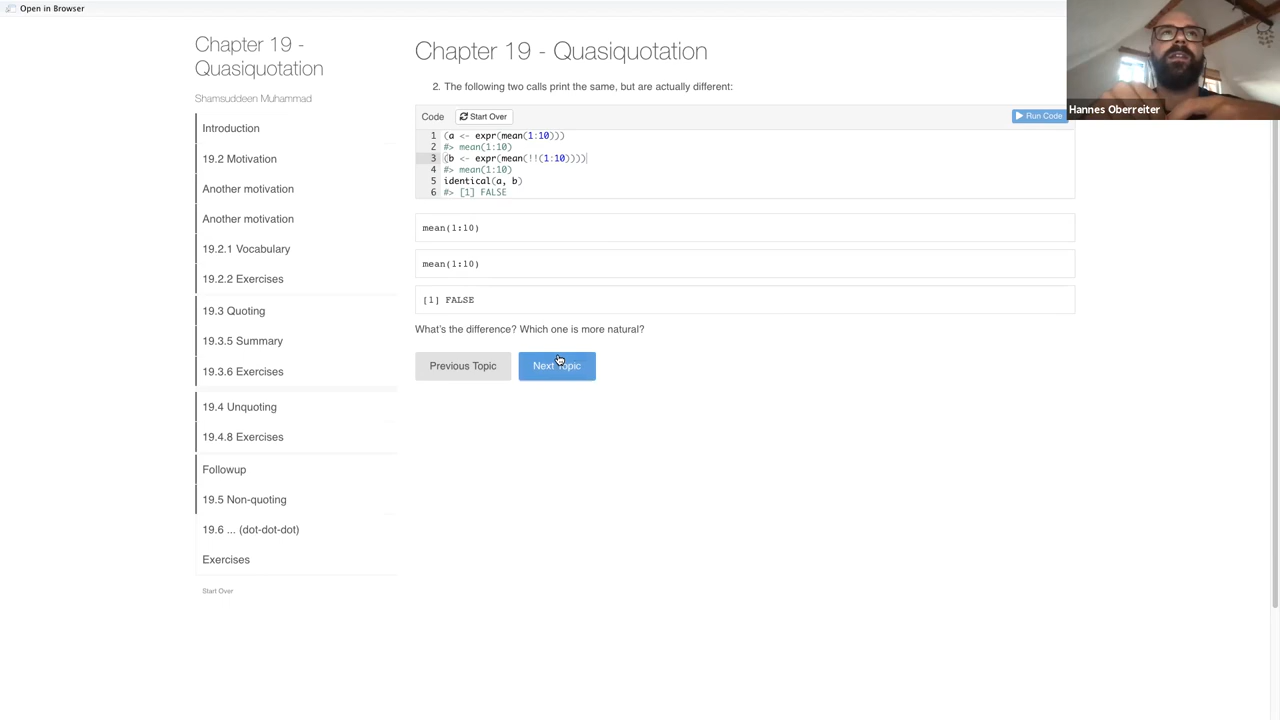 Open in Browser
Chapter 19 -
Quasiquotation
Shamsuddeen Muhammad
Introduction
19.2 Motivation
Another motivation
Another motivation
19.2.1 Vocabulary
19.2.2 Exercises
19.3 Quoting
19.3.5 Summary
19.3.6 Exercises
19.4 Unquoting
19.4.8 Exercises
Followup
19.5 Non-quoting
19.6 ... (dot-dot-dot)
Exercises
Start Over
Chapter 19 - Quasiquotation
2. The following two calls print the same, but are actually different:
Code Start Over Run Code
1 (a <- expr(mean(1:10)))
2 #> mean(1:10)
3 (b <- expr(mean(!!(1:10))))
4 #> mean(1:10)
5 identical(a, b)
6 #> [1] FALSE
mean(1:10)
mean(1:10)
[1] FALSE
What's the difference? Which one is more natural?
Previous Topic Next Topic
Hannes Oberreiter